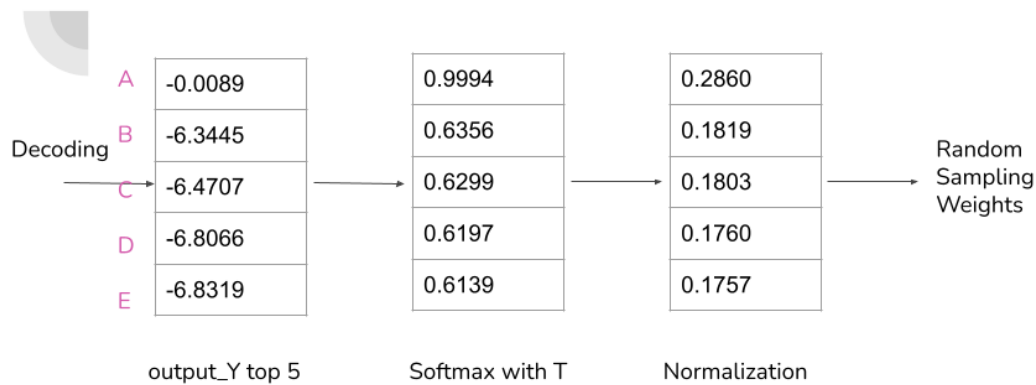 A
B
C
D
E
Decoding
-0.0089
-6.3445
-6.4707
-6.8066
-6.8319
output_Y top 5
0.9994
0.6356
0.6299
0.6197
0.6139
Softmax with T
0.2860
0.1819
0.1803
0.1760
0.1757
Normalization
Random
Sampling
Weights